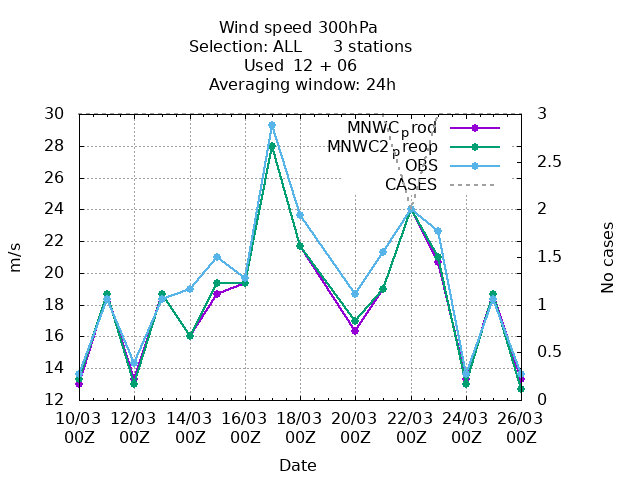 Wind speed 300hPa
Selection: ALL 3 stations
Used 12 + 06
Averaging window: 24h
30
28
26
24
22
20
18
16
14
12
3
2.5
2
1.5
1
0.5
0
m/s
No cases
MNWC_prod
MNWC2_preop
OBS
CASES
10/03 12/03 14/03 16/03 18/03 20/03 22/03 24/03 26/03
00Z 00Z 00Z 00Z 00Z 00Z 00Z 00Z 00Z
Date